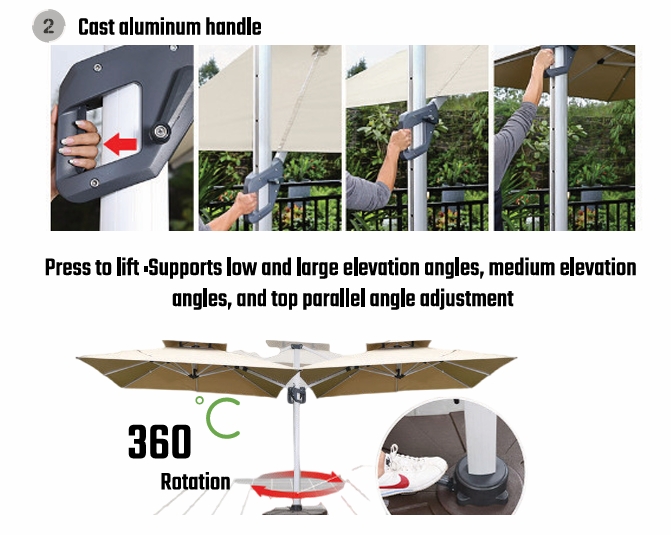 2 Cast aluminum handle
Press to lift ·Supports low and large elevation angles, medium elevation
angles, and top parallel angle adjustment
°C
360
Rotation